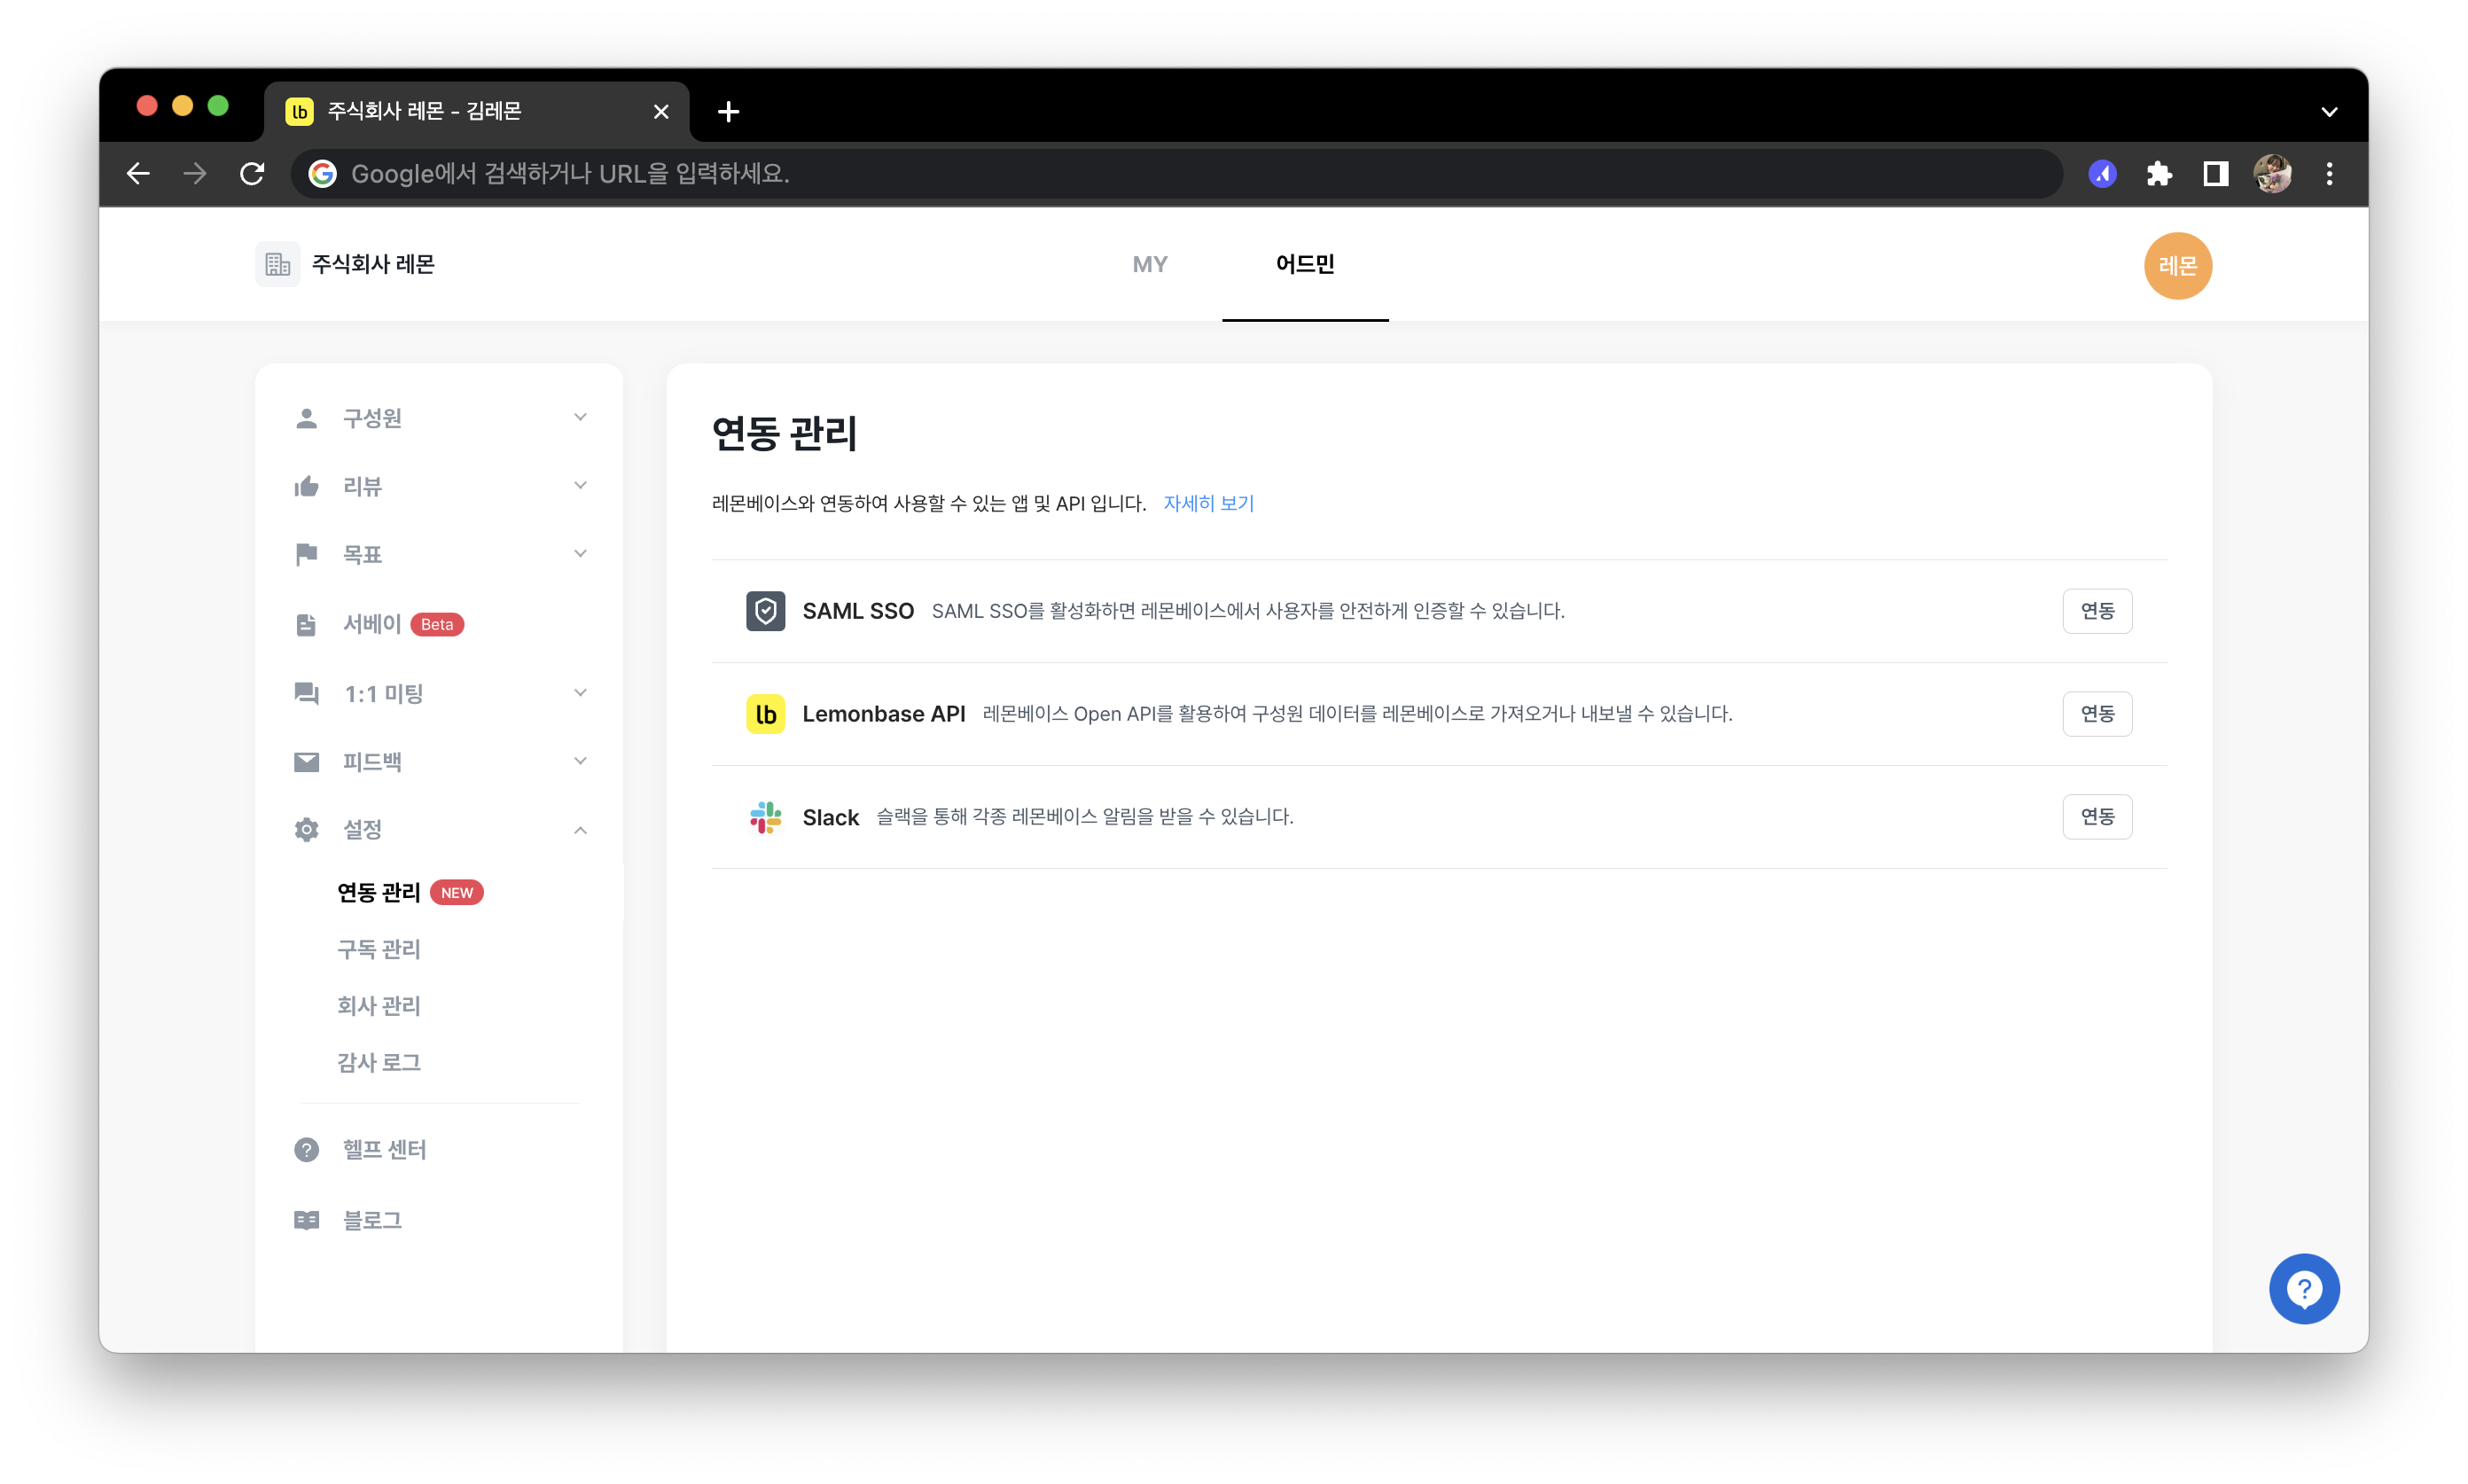 lb 주식회사 레몬 - 김레몬
Google에서 검색하거나 URL을 입력하세요.
주식회사 레몬 MY 어드민 레몬
구성원
리뷰
목표
서베이 Beta
1:1 미팅
피드백
설정
연동 관리 NEW
구독 관리
회사 관리
감사 로그
헬프 센터
블로그
연동 관리
레몬베이스와 연동하여 사용할 수 있는 앱 및 API 입니다. 자세히 보기
SAML SSO SAML SSO를 활성화하면 레몬베이스에서 사용자를 안전하게 인증할 수 있습니다. 연동
lb Lemonbase API 레몬베이스 Open API를 활용하여 구성원 데이터를 레몬베이스로 가져오거나 내보낼 수 있습니다. 연동
Slack 슬랙을 통해 각종 레몬베이스 알림을 받을 수 있습니다. 연동